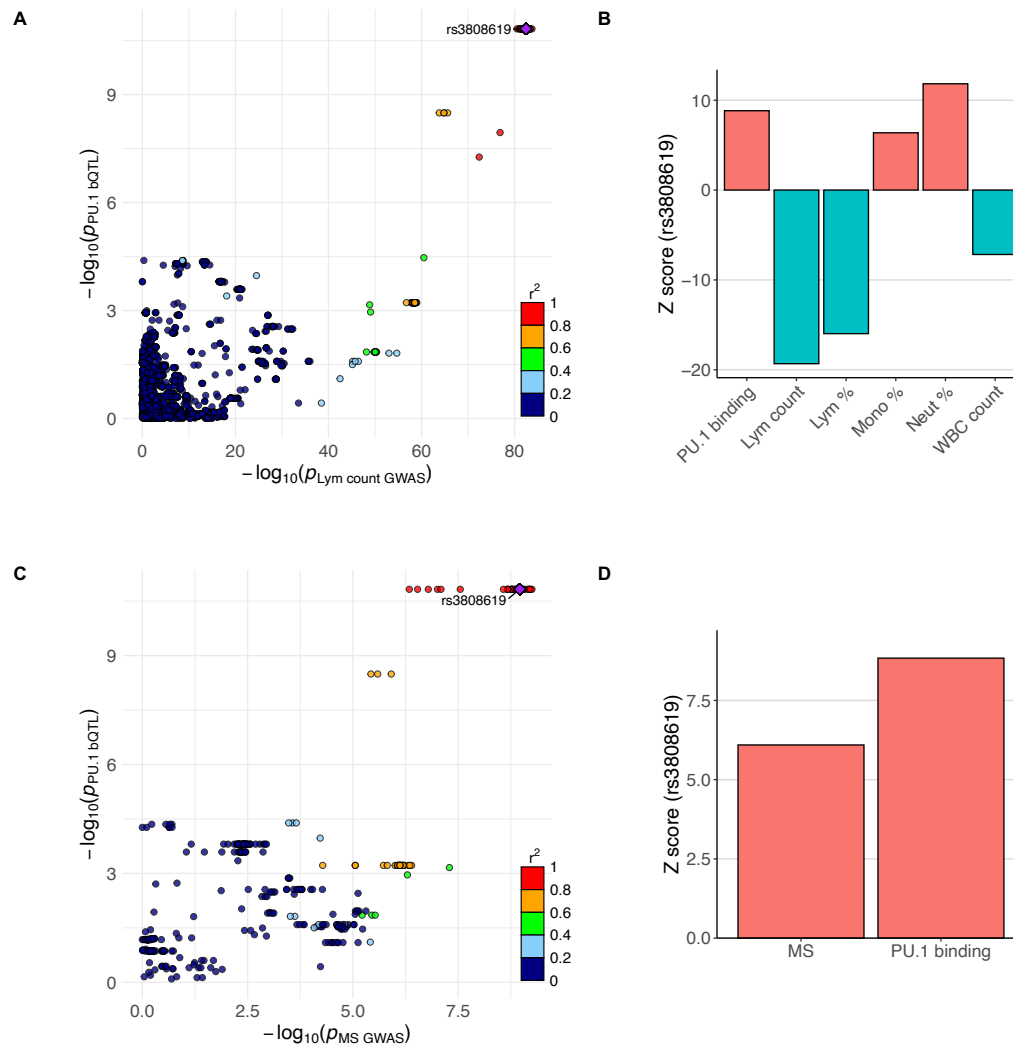 A
rs3808619
9
6
3
0
−log10(pPU.1 bQTL)
r2
1
0.8
0.6
0.4
0.2
0
0 20 40 60 80
−log10(pLym count GWAS)
B
10
0
−10
−20
Z score (rs3808619)
PU.1 binding
Lym count
Lym %
Mono %
Neut %
WBC count
C
rs3808619
9
6
3
0
−log10(pPU.1 bQTL)
r2
1
0.8
0.6
0.4
0.2
0
0.0 2.5 5.0 7.5
−log10(pMS GWAS)
D
7.5
5.0
2.5
0.0
Z score (rs3808619)
MS PU.1 binding